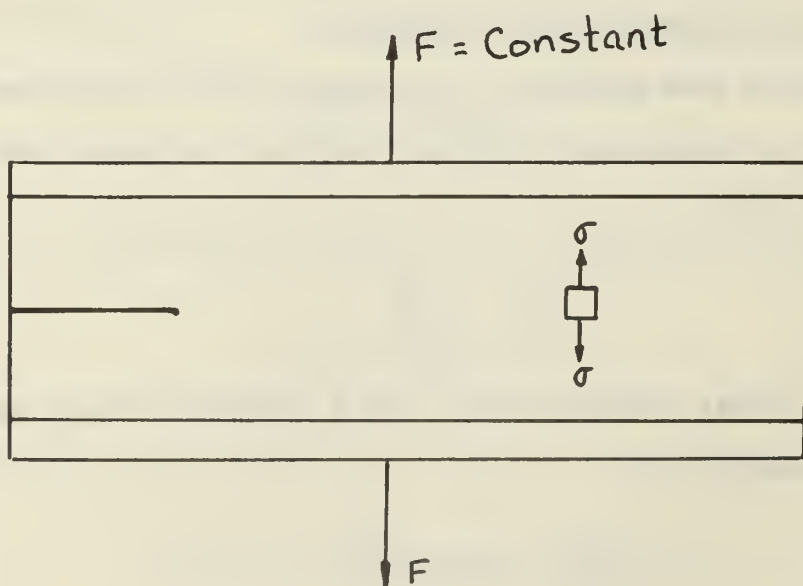 F = Constant
σ
σ
F